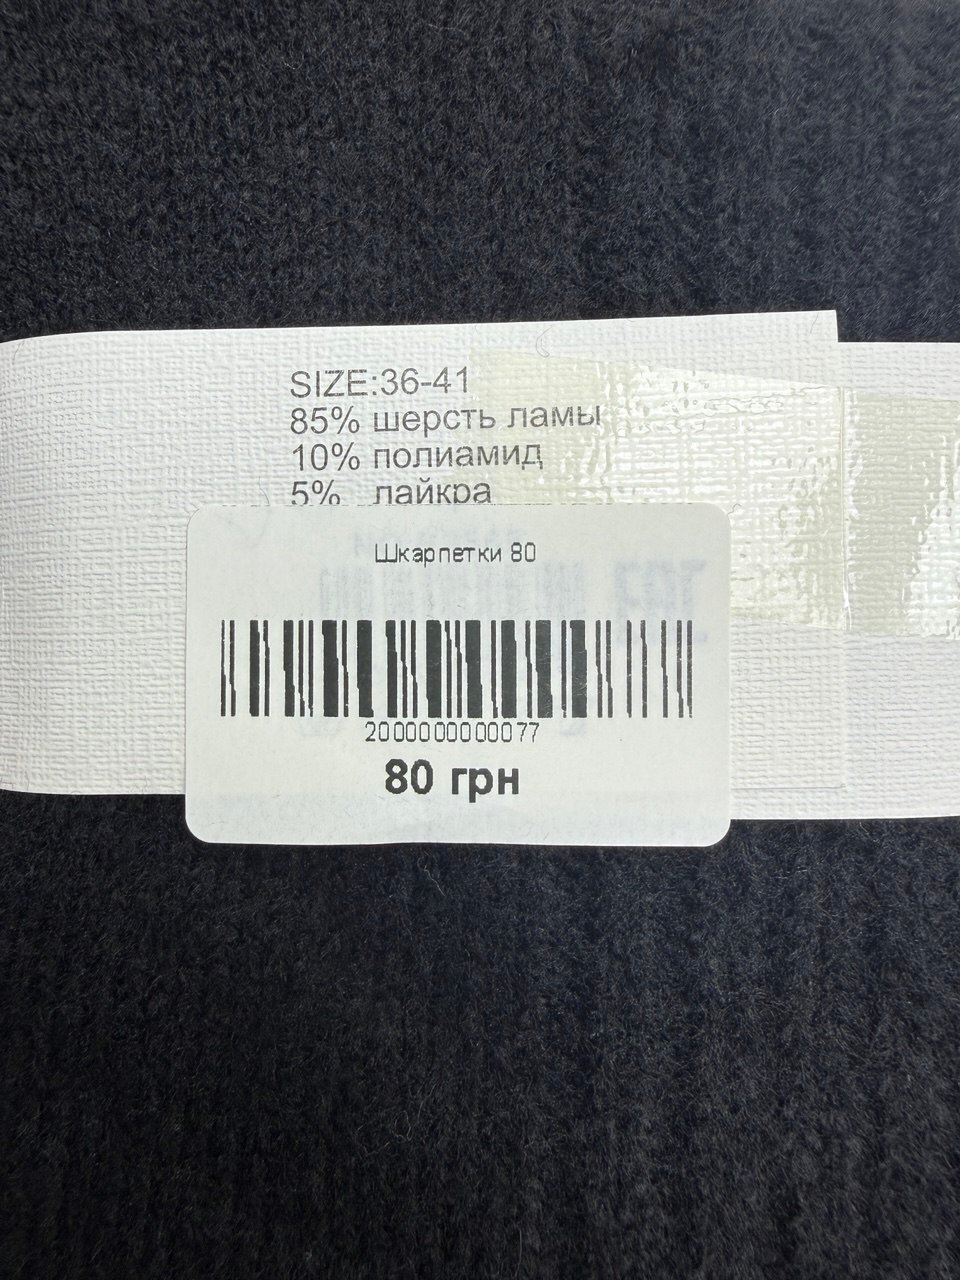 SIZE:36-41
85% шерсть ламы
10% полиамид
5% лайкра
Шкарпетки 80
2000000000077
80 грн